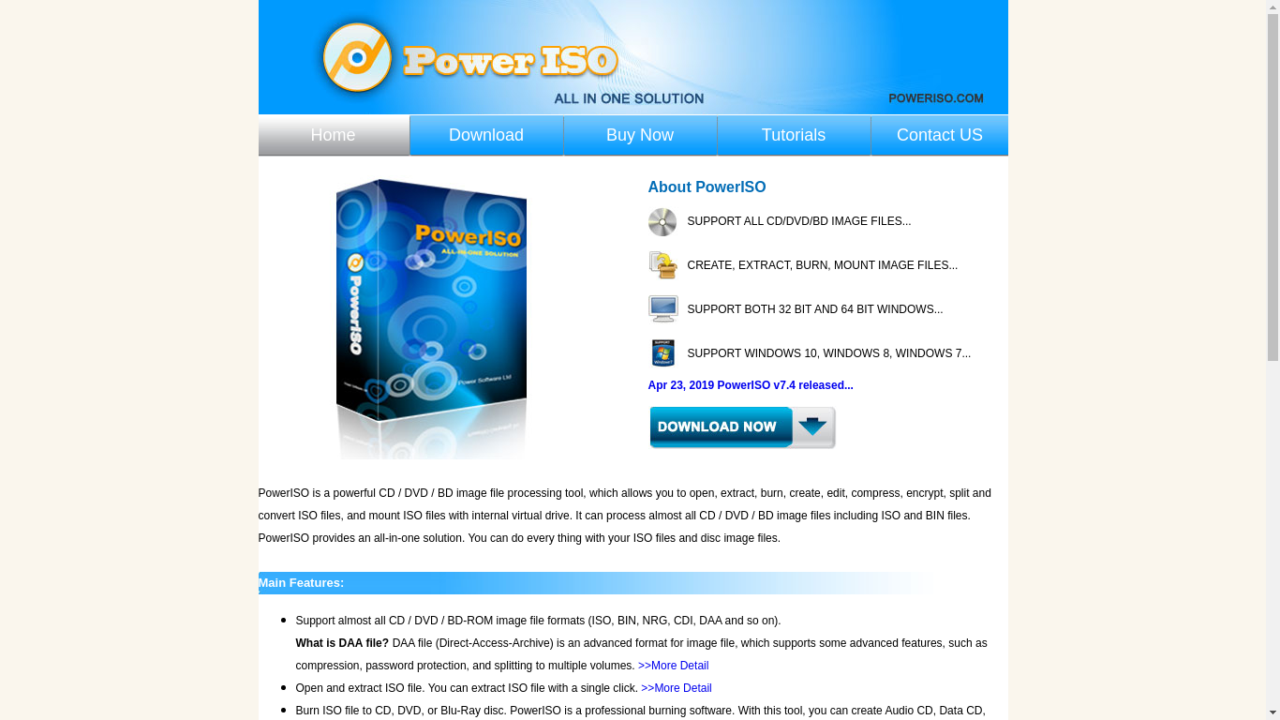 Power ISO
ALL IN ONE SOLUTION
POWERISO.COM
Home
Download
Buy Now
Tutorials
Contact US
PowerISO
ALL-IN-ONE SOLUTION
PowerISO
Power Software Ltd
About PowerISO
SUPPORT ALL CD/DVD/BD IMAGE FILES...
CREATE, EXTRACT, BURN, MOUNT IMAGE FILES...
SUPPORT BOTH 32 BIT AND 64 BIT WINDOWS...
SUPPORT WINDOWS 10, WINDOWS 8, WINDOWS 7...
Apr 23, 2019 PowerISO v7.4 released...
DOWNLOAD NOW
PowerISO is a powerful CD / DVD / BD image file processing tool, which allows you to open, extract, burn, create, edit, compress, encrypt, split and
convert ISO files, and mount ISO files with internal virtual drive. It can process almost all CD / DVD / BD image files including ISO and BIN files.
PowerISO provides an all-in-one solution. You can do every thing with your ISO files and disc image files.
Main Features:
Support almost all CD / DVD / BD-ROM image file formats (ISO, BIN, NRG, CDI, DAA and so on).
What is DAA file? DAA file (Direct-Access-Archive) is an advanced format for image file, which supports some advanced features, such as
compression, password protection, and splitting to multiple volumes. >>More Detail
Open and extract ISO file. You can extract ISO file with a single click. >>More Detail
Burn ISO file to CD, DVD, or Blu-Ray disc. PowerISO is a professional burning software. With this tool, you can create Audio CD, Data CD,